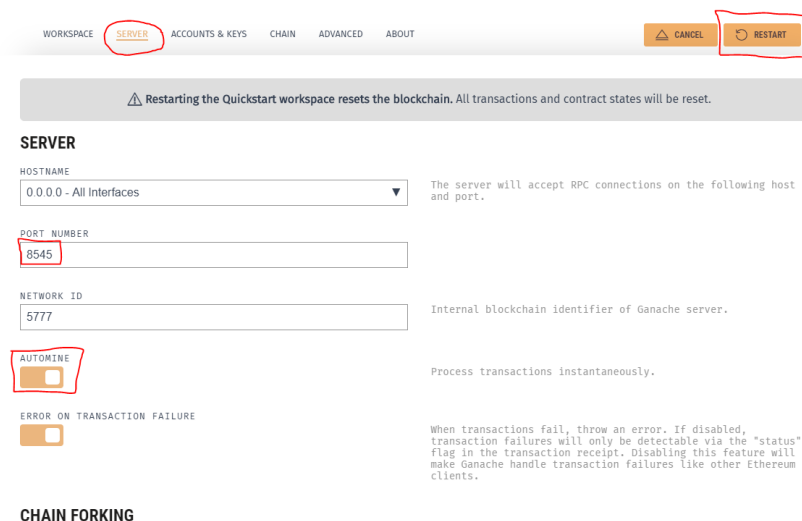 WORKSPACE SERVER ACCOUNTS & KEYS CHAIN ADVANCED ABOUT CANCEL RESTART
Restarting the Quickstart workspace resets the blockchain. All transactions and contract states will be reset.
SERVER
HOSTNAME
0.0.0.0 - All Interfaces
The server will accept RPC connections on the following host
and port.
PORT NUMBER
8545
NETWORK ID
5777
Internal blockchain identifier of Ganache server.
AUTOMINE
Process transactions instantaneously.
ERROR ON TRANSACTION FAILURE
When transactions fail, throw an error. If disabled,
transaction failures will only be detectable via the "status"
flag in the transaction receipt. Disabling this feature will
make Ganache handle transaction failures like other Ethereum
clients.
CHAIN FORKING